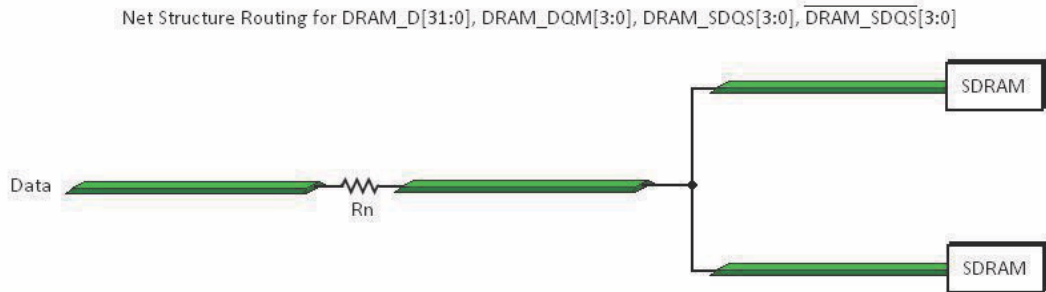 Net Structure Routing for DRAM_D[31:0], DRAM_DQM[3:0], DRAM_SDQS[3:0], DRAM_SDQS[3:0]
SDRAM
Data
Rn
SDRAM